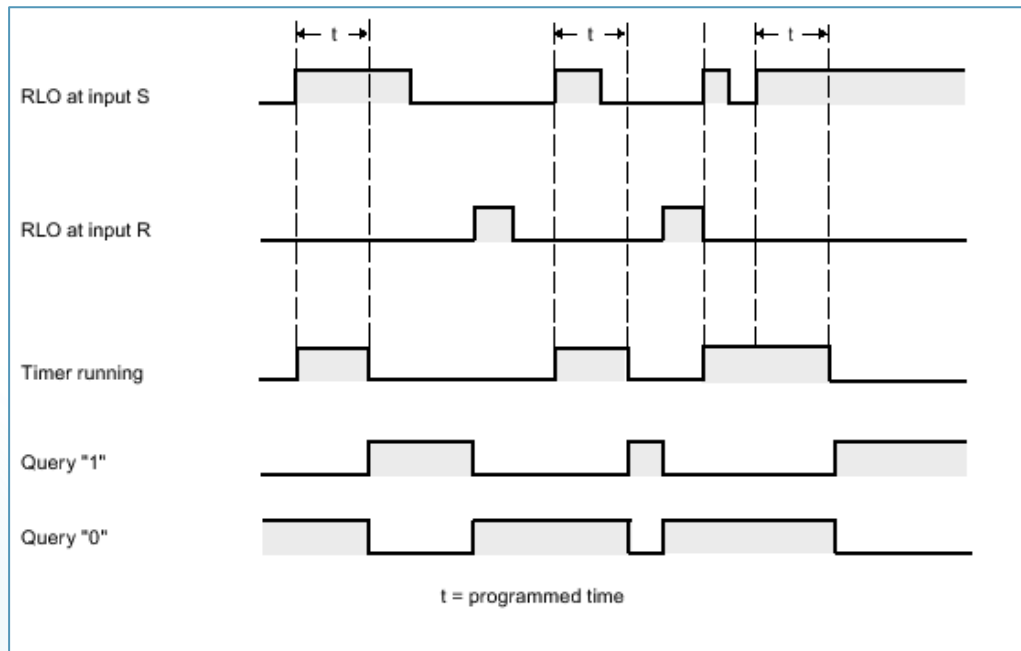 t t t
RLO at input S
RLO at input R
Timer running
Query "1"
Query "0"
t = programmed time